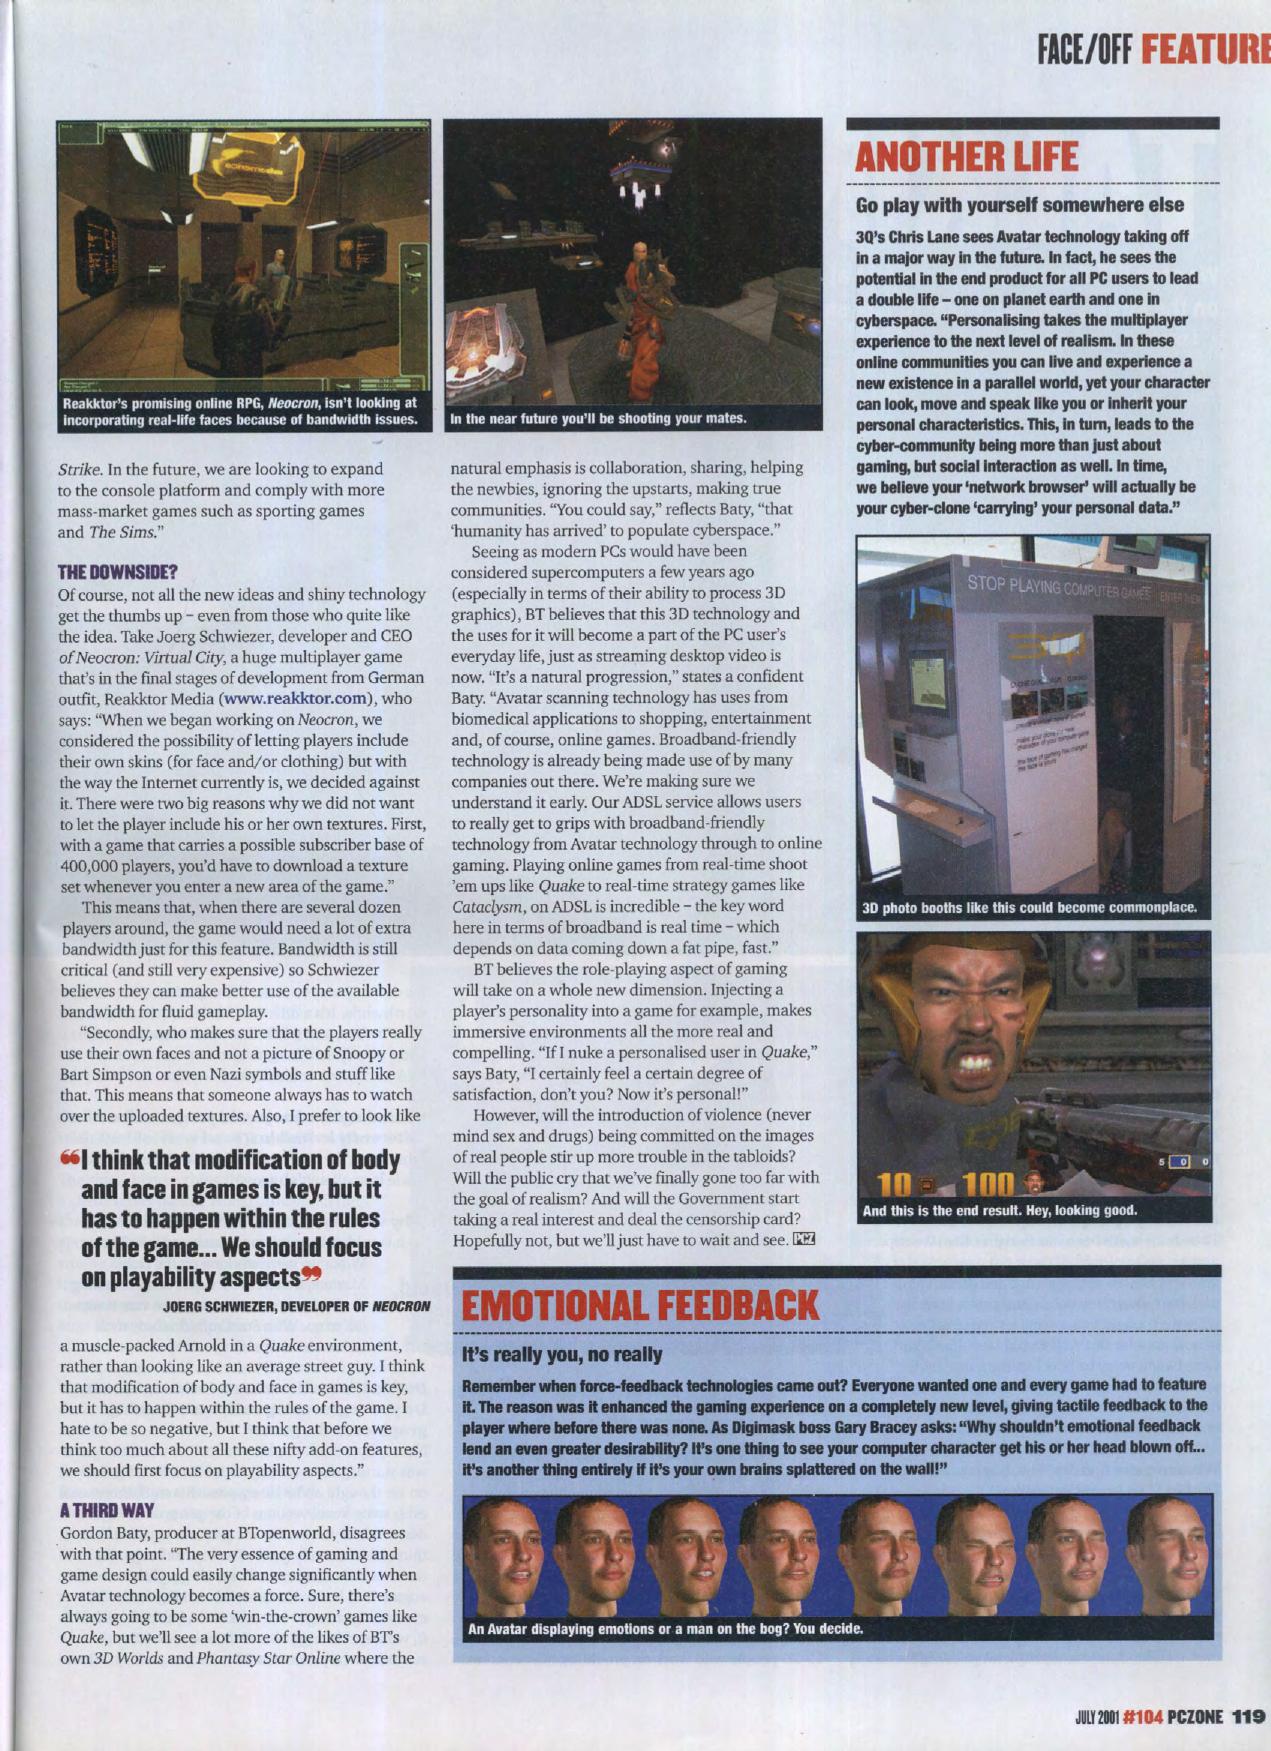 FACE/OFF FEATURE
Reakktor's promising online RPG, Neocron, isn't looking at
incorporating real-life faces because of bandwidth issues.
In the near future you'll be shooting your mates.
Strike. In the future, we are looking to expand
to the console platform and comply with more
mass-market games such as sporting games
and The Sims."
THE DOWNSIDE?
Of course, not all the new ideas and shiny technology
get the thumbs up – even from those who quite like
the idea. Take Joerg Schwiezer, developer and CEO
of Neocron: Virtual City, a huge multiplayer game
that's in the final stages of development from German
outfit, Reakktor Media (www.reakktor.com), who
says: "When we began working on Neocron, we
considered the possibility of letting players include
their own skins (for face and/or clothing) but with
the way the Internet currently is, we decided against
it. There were two big reasons why we did not want
to let the player include his or her own textures. First,
with a game that carries a possible subscriber base of
400,000 players, you'd have to download a texture
set whenever you enter a new area of the game."
This means that, when there are several dozen
players around, the game would need a lot of extra
bandwidth just for this feature. Bandwidth is still
critical (and still very expensive) so Schwiezer
believes they can make better use of the available
bandwidth for fluid gameplay.
"Secondly, who makes sure that the players really
use their own faces and not a picture of Snoopy or
Bart Simpson or even Nazi symbols and stuff like
that. This means that someone always has to watch
over the uploaded textures. Also, I prefer to look like
"I think that modification of body
and face in games is key, but it
has to happen within the rules
of the game... We should focus
on playability aspects"
JOERG SCHWIEZER, DEVELOPER OF NEOCRON
a muscle-packed Arnold in a Quake environment,
rather than looking like an average street guy. I think
that modification of body and face in games is key,
but it has to happen within the rules of the game. I
hate to be so negative, but I think that before we
think too much about all these nifty add-on features,
we should first focus on playability aspects."
A THIRD WAY
Gordon Baty, producer at BTopenworld, disagrees
with that point. "The very essence of gaming and
game design could easily change significantly when
Avatar technology becomes a force. Sure, there's
always going to be some 'win-the-crown' games like
Quake, but we'll see a lot more of the likes of BT's
own 3D Worlds and Phantasy Star Online where the
natural emphasis is collaboration, sharing, helping
the newbies, ignoring the upstarts, making true
communities. "You could say," reflects Baty, "that
'humanity has arrived' to populate cyberspace."
Seeing as modern PCs would have been
considered supercomputers a few years ago
(especially in terms of their ability to process 3D
graphics), BT believes that this 3D technology and
the uses for it will become a part of the PC user's
everyday life, just as streaming desktop video is
now. "It's a natural progression," states a confident
Baty. "Avatar scanning technology has uses from
biomedical applications to shopping, entertainment
and, of course, online games. Broadband-friendly
technology is already being made use of by many
companies out there. We're making sure we
understand it early. Our ADSL service allows users
to really get to grips with broadband-friendly
technology from Avatar technology through to online
gaming. Playing online games from real-time shoot
'em ups like Quake to real-time strategy games like
Cataclysm, on ADSL is incredible – the key word
here in terms of broadband is real time – which
depends on data coming down a fat pipe, fast."
BT believes the role-playing aspect of gaming
will take on a whole new dimension. Injecting a
player's personality into a game for example, makes
immersive environments all the more real and
compelling. "If I nuke a personalised user in Quake,"
says Baty, "I certainly feel a certain degree of
satisfaction, don't you? Now it's personal!"
However, will the introduction of violence (never
mind sex and drugs) being committed on the images
of real people stir up more trouble in the tabloids?
Will the public cry that we've finally gone too far with
the goal of realism? And will the Government start
taking a real interest and deal the censorship card?
Hopefully not, but we'll just have to wait and see. PCZ
ANOTHER LIFE
Go play with yourself somewhere else
3Q's Chris Lane sees Avatar technology taking off
in a major way in the future. In fact, he sees the
potential in the end product for all PC users to lead
a double life – one on planet earth and one in
cyberspace. "Personalising takes the multiplayer
experience to the next level of realism. In these
online communities you can live and experience a
new existence in a parallel world, yet your character
can look, move and speak like you or inherit your
personal characteristics. This, in turn, leads to the
cyber-community being more than just about
gaming, but social interaction as well. In time,
we believe your 'network browser' will actually be
your cyber-clone 'carrying' your personal data."
STOP PLAYING COMPUTER GAMES ENTER THEM
3Q
3D photo booths like this could become commonplace.
5 0 0
10 100
And this is the end result. Hey, looking good.
EMOTIONAL FEEDBACK
It's really you, no really
Remember when force-feedback technologies came out? Everyone wanted one and every game had to feature
it. The reason was it enhanced the gaming experience on a completely new level, giving tactile feedback to the
player where before there was none. As Digimask boss Gary Bracey asks: "Why shouldn't emotional feedback
lend an even greater desirability? It's one thing to see your computer character get his or her head blown off...
it's another thing entirely if it's your own brains splattered on the wall!"
An Avatar displaying emotions or a man on the bog? You decide.
JULY 2001 #104 PCZONE 119